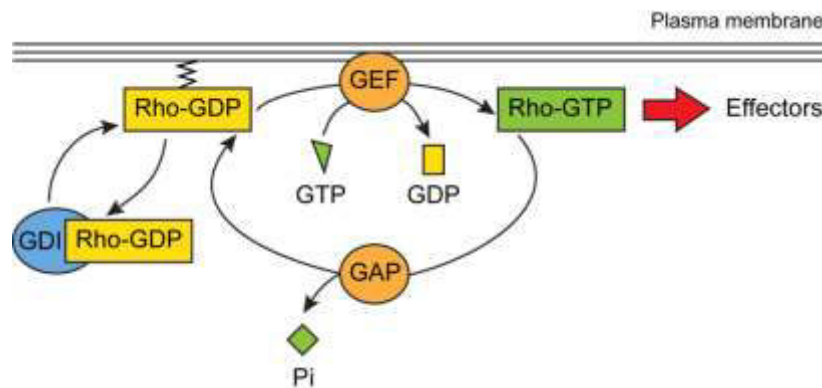 Plasma membrane
GEF
Rho-GDP
Rho-GTP
Effectors
GTP
GDP
GDI
Rho-GDP
GAP
Pi